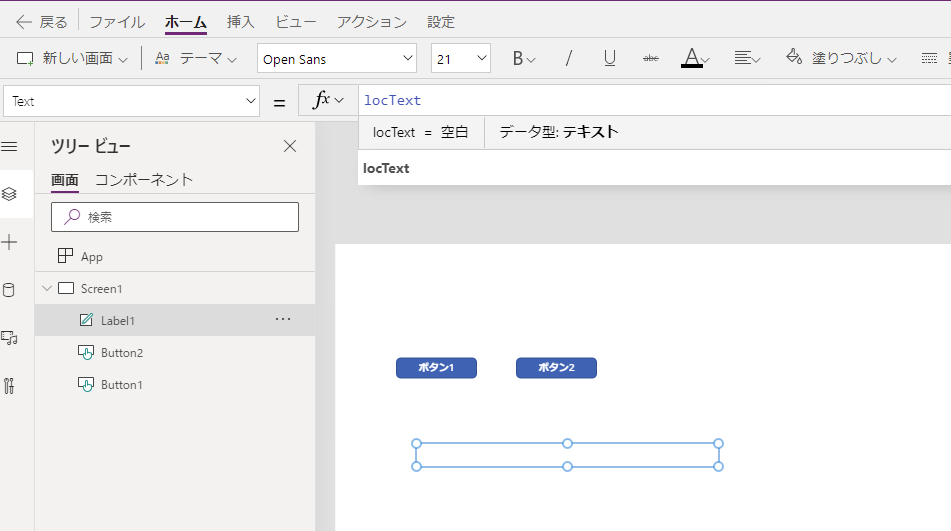 戻る ファイル ホーム 挿入 ビュー アクション 設定
新しい画面 Aa テーマ Open Sans 21 B / U abc A 塗りつぶし
Text = fx locText
locText = 空白 データ型: テキスト
locText
ツリー ビュー
画面 コンポーネント
検索
App
Screen1
Label1 ...
Button2
Button1
ボタン1 ボタン2